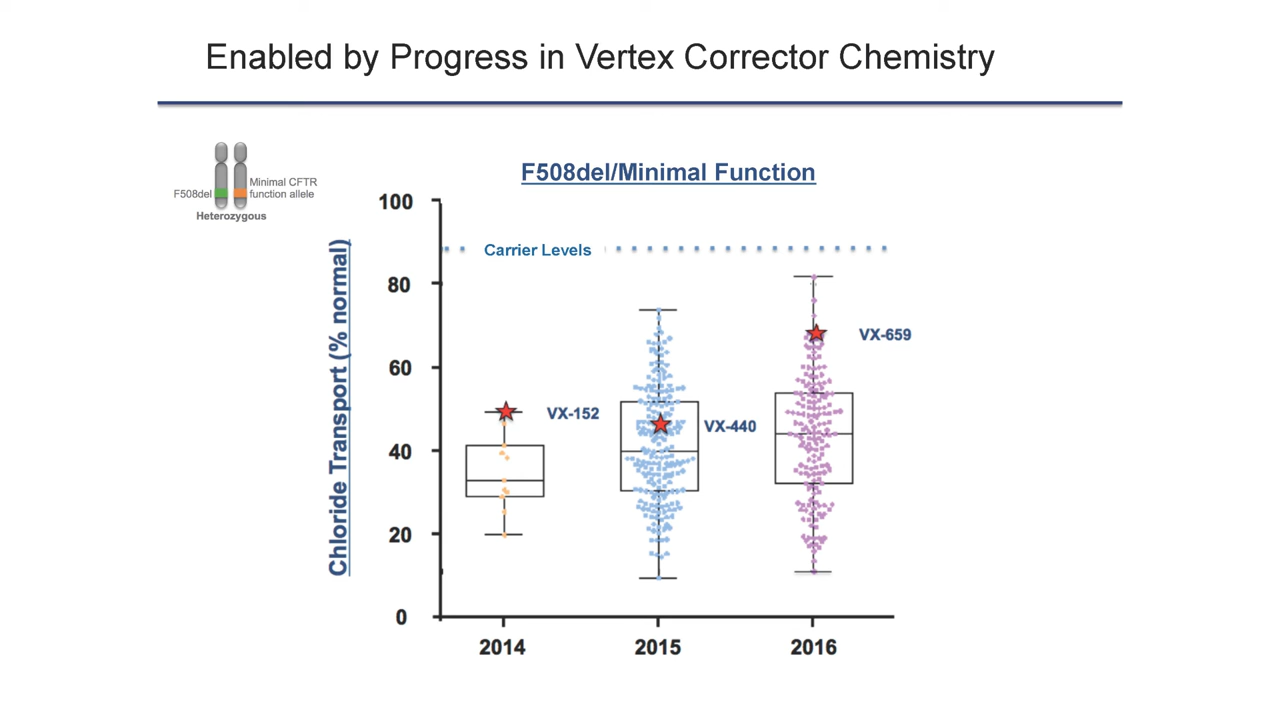 Enabled by Progress in Vertex Corrector Chemistry
F508del
Minimal CFTR
function allele
Heterozygous
F508del/Minimal Function
Chloride Transport (% normal)
100
80
60
40
20
0
Carrier Levels
VX-152
VX-440
VX-659
2014
2015
2016